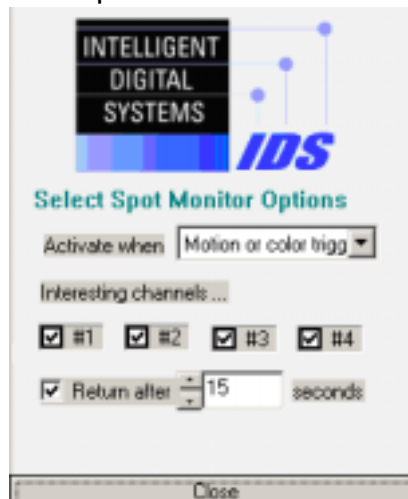 INTELLIGENT
DIGITAL
SYSTEMS
IDS
Select Spot Monitor Options
Activate when Motion or color trigg
Interesting channels ...
#1 #2 #3 #4
Return after 15 seconds
Close